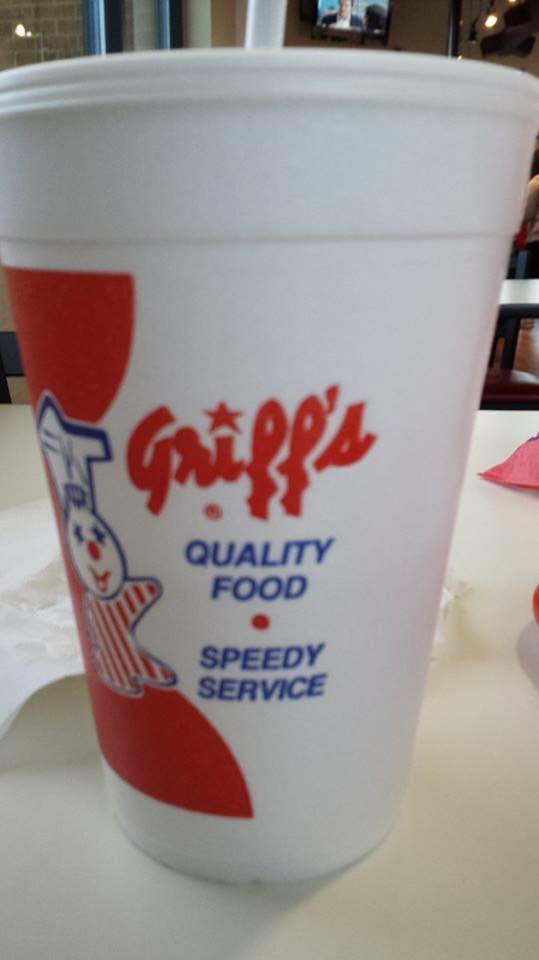 Griff's
®
QUALITY
FOOD
•
SPEEDY
SERVICE